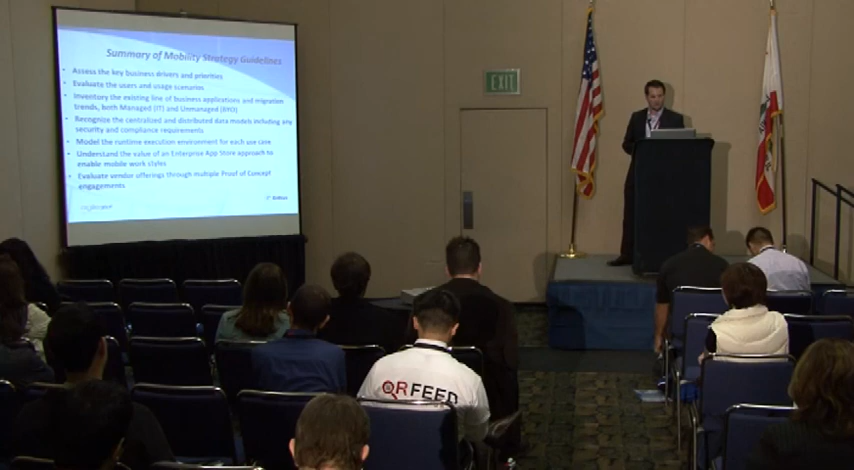 Summary of Mobility Strategy Guidelines
• Assess the key business drivers and priorities
• Evaluate the users and usage scenarios
• Inventory the existing line of business applications and migration
trends, both Managed (IT) and Unmanaged (BYO)
• Recognize the centralized and distributed data models including any
security and compliance requirements
• Model the runtime execution environment for each use case
• Understand the value of an Enterprise App Store approach to
enable mobile work styles
• Evaluate vendor offerings through multiple Proof of Concept
engagements
EXIT
QRFEED